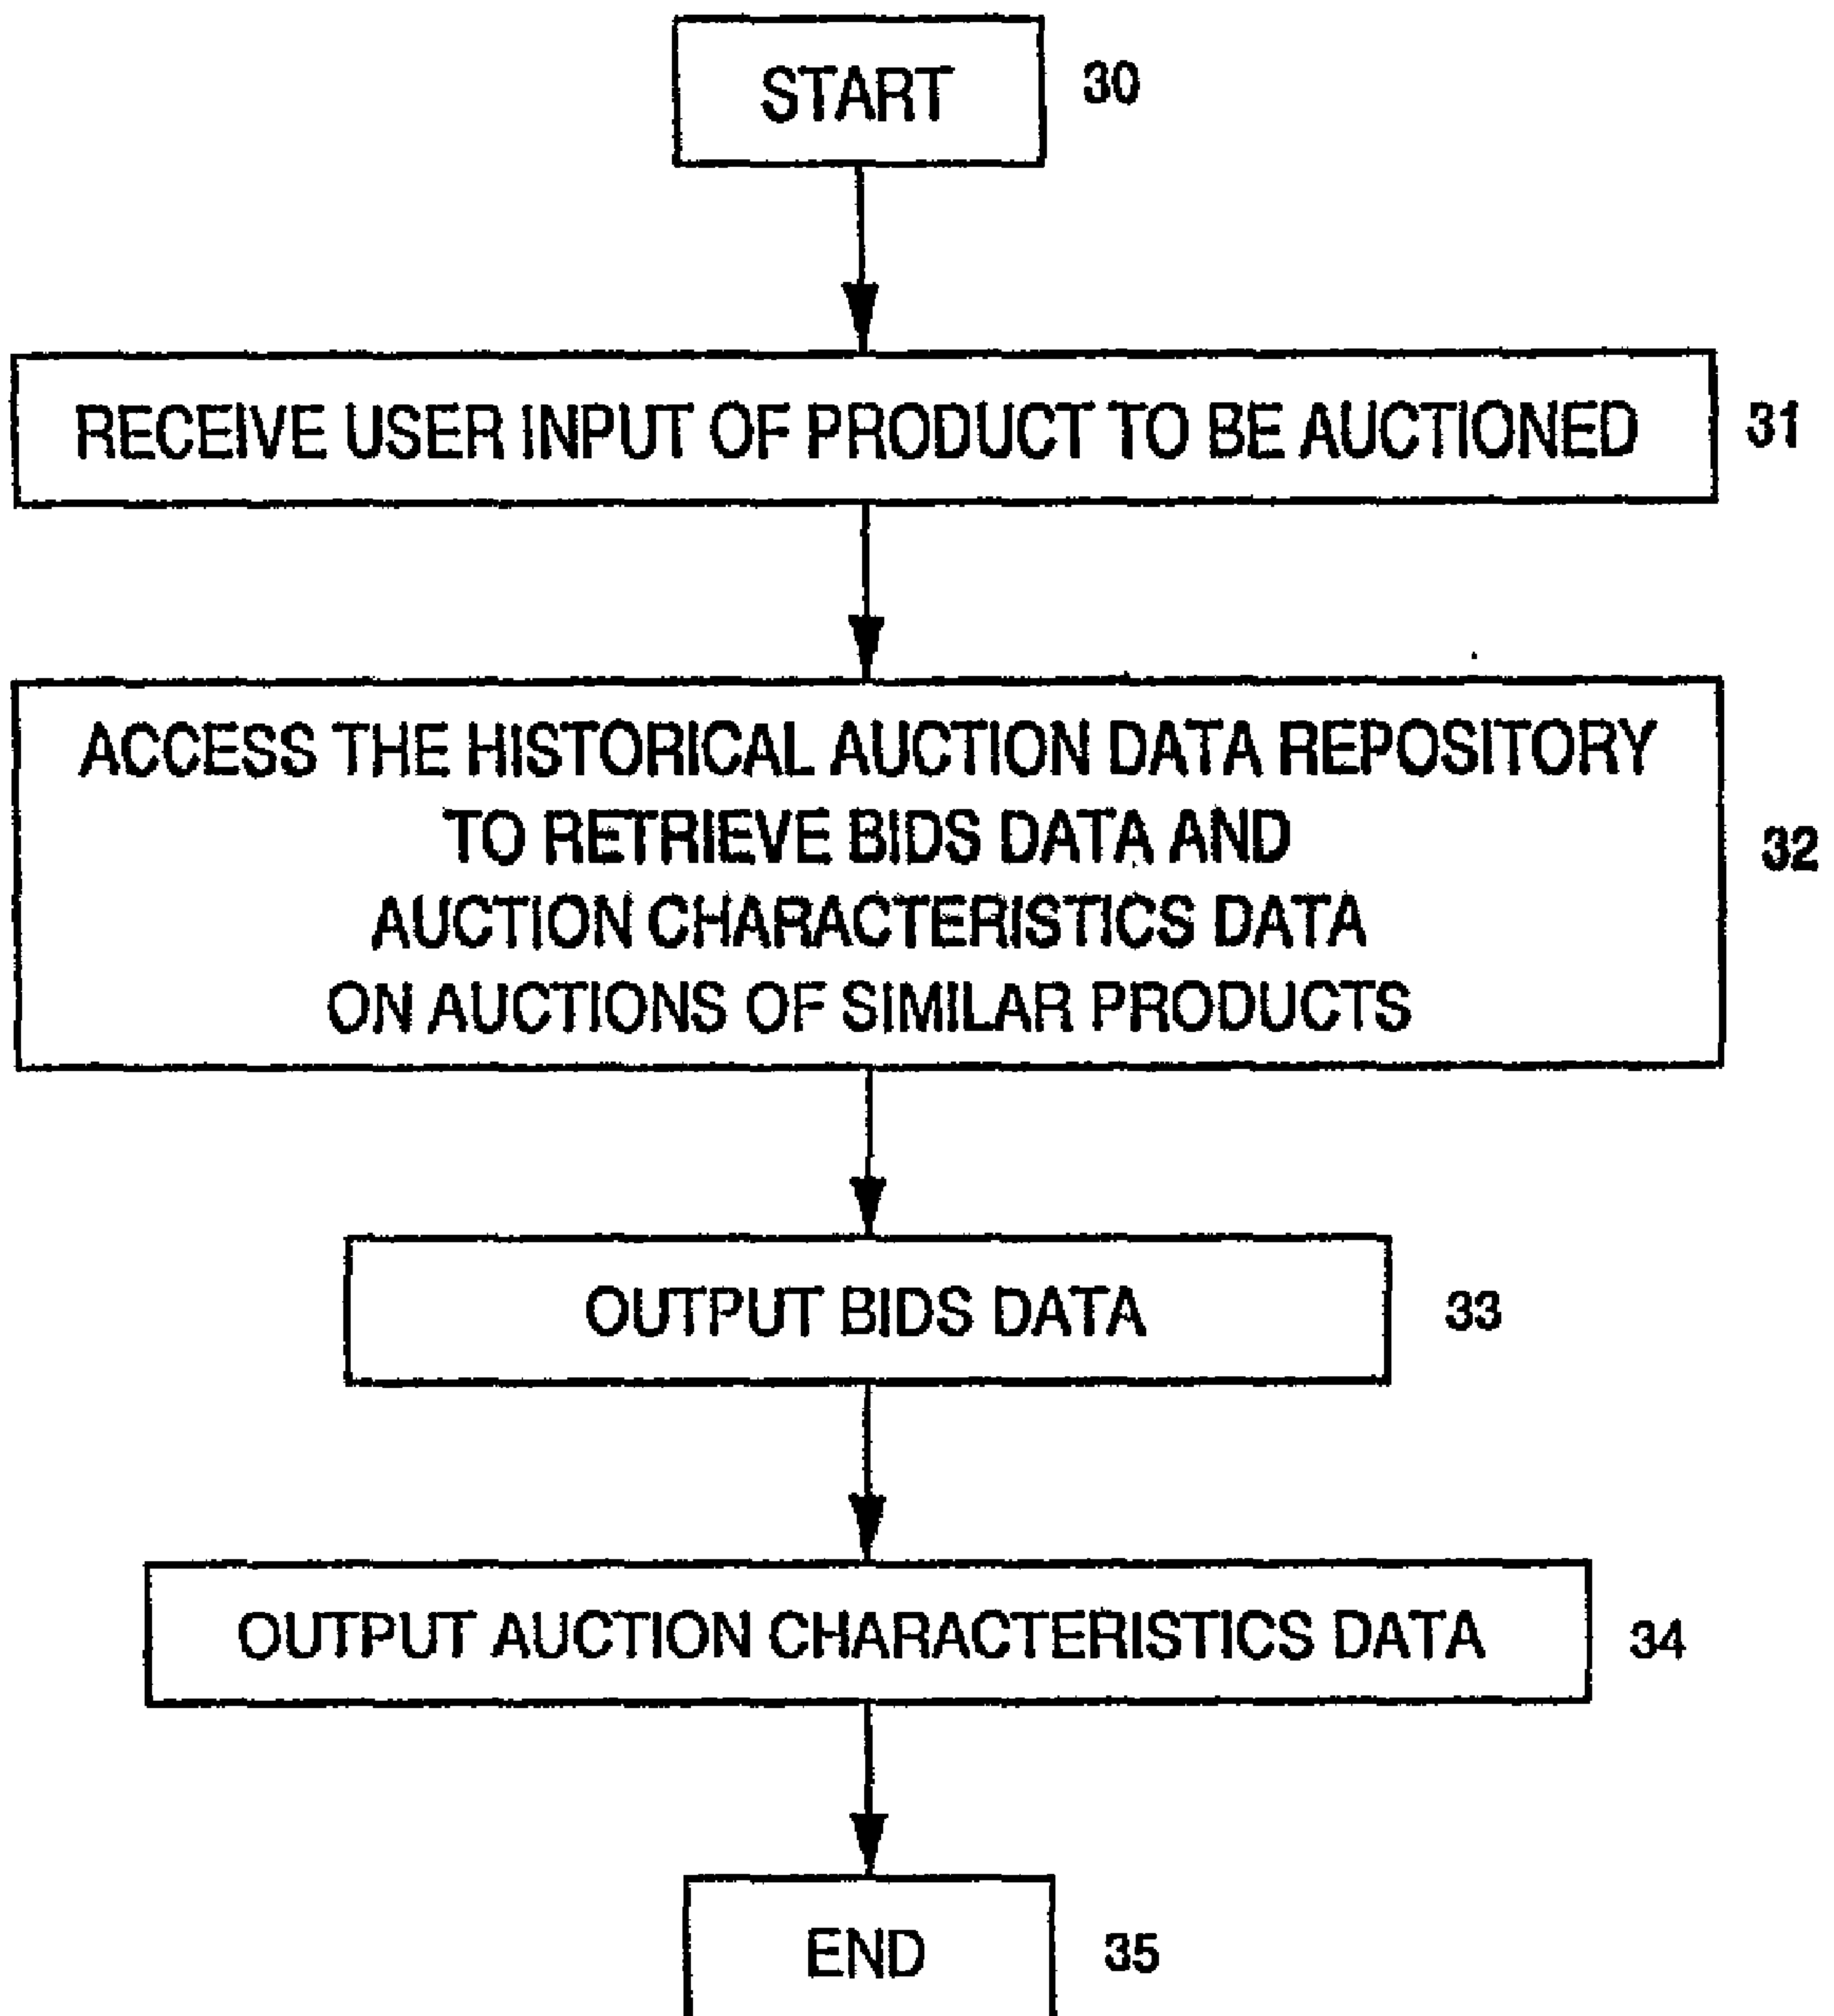 START 30
RECEIVE USER INPUT OF PRODUCT TO BE AUCTIONED 31
ACCESS THE HISTORICAL AUCTION DATA REPOSITORY
TO RETRIEVE BIDS DATA AND
32
AUCTION CHARACTERISTICS DATA
ON AUCTIONS OF SIMILAR PRODUCTS
OUTPUT BIDS DATA 33
OUTPUT AUCTION CHARACTERISTICS DATA 34
END 35